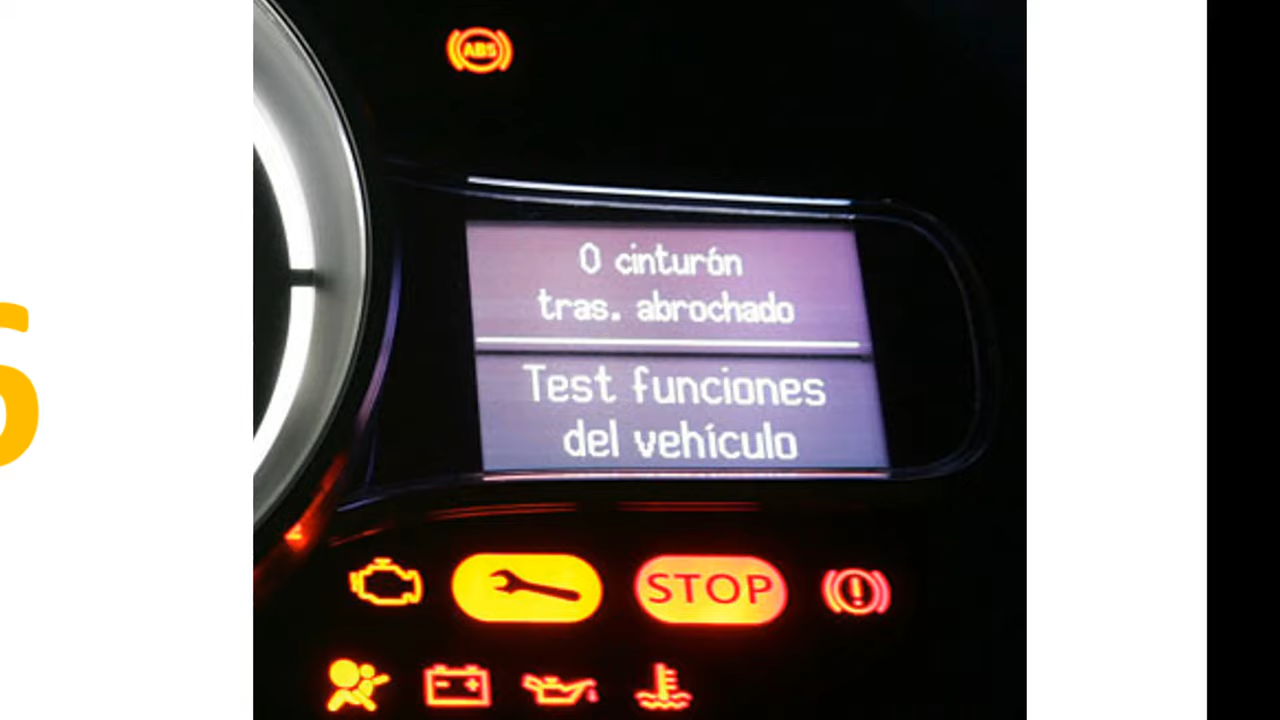 ABS
0 cinturón
tras. abrochado
Test funciones
del vehículo
STOP